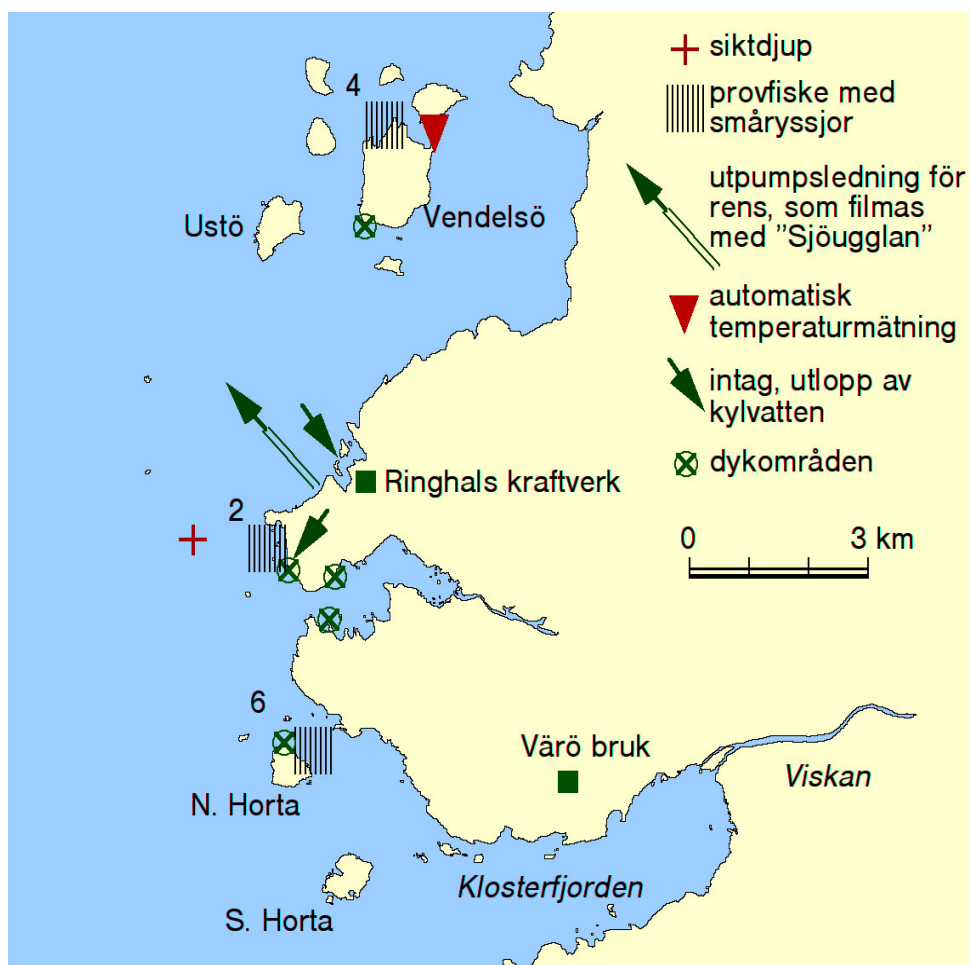 siktdjup
provfiske med
småryssjor
utpumpsledning för
rens, som filmas
med ”Sjöugglan”
automatisk
temperaturmätning
intag, utlopp av
kylvatten
dykområden
0 3 km
4
Ustö
Vendelsö
Ringhals kraftverk
2
6
N. Horta
Värö bruk
Viskan
Klosterfjorden
S. Horta